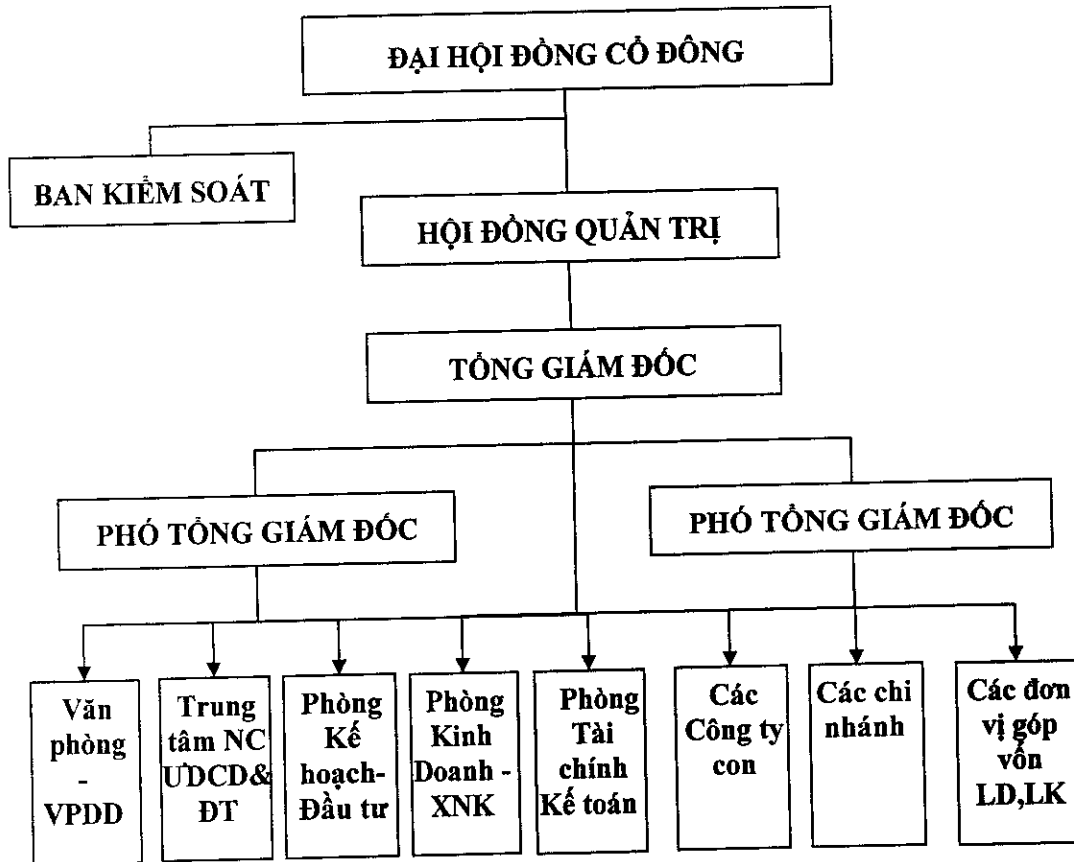 ĐẠI HỘI ĐỒNG CỔ ĐÔNG
BAN KIỂM SOÁT
HỘI ĐỒNG QUẢN TRỊ
TỔNG GIÁM ĐỐC
PHÓ TỔNG GIÁM ĐỐC
PHÓ TỔNG GIÁM ĐỐC
Văn
phòng
-
VPDD
Trung
tâm NC
ƯDCD&
ĐT
Phòng
Kế
hoạch-
Đầu tư
Phòng
Kinh
Doanh -
XNK
Phòng
Tài
chính
Kế toán
Các
Công ty
con
Các chi
nhánh
Các đơn
vị góp
vốn
LD,LK